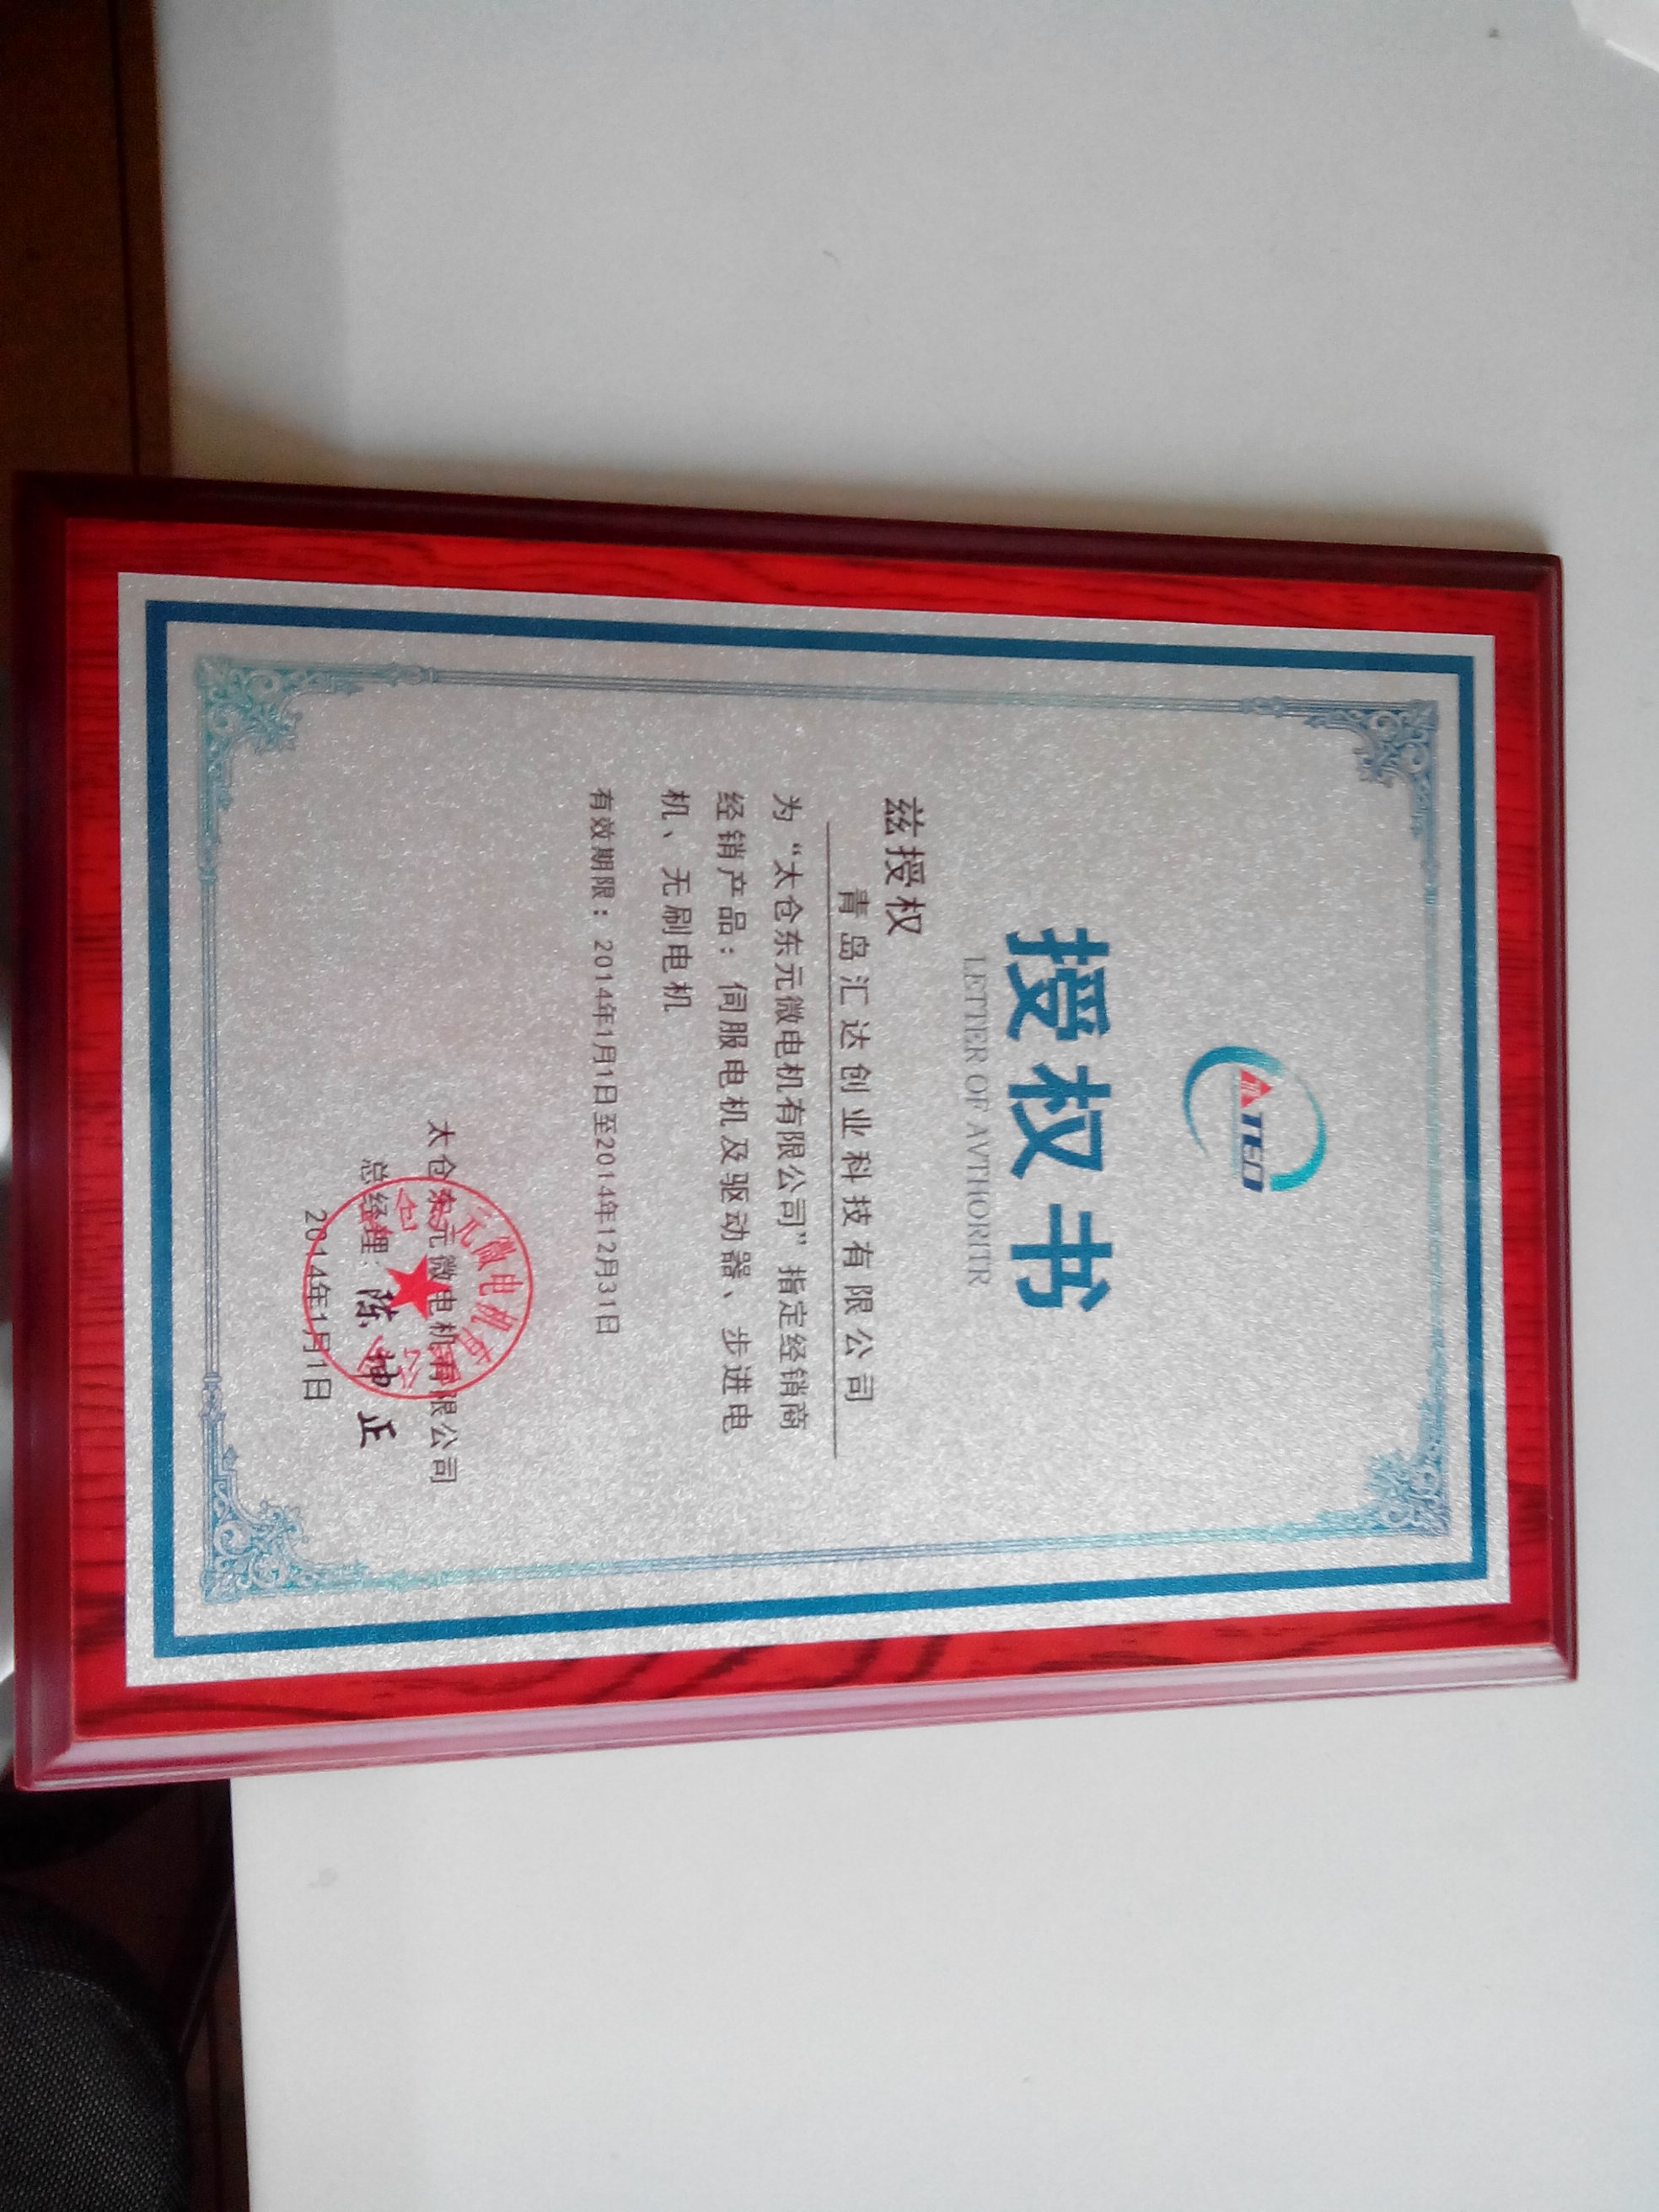 TECO
授权书
LETTER OF AVTHORITR
兹授权
青岛汇达创业科技有限公司
为“太仓东元微电机有限公司”指定经销商
经销产品：伺服电机及驱动器、步进电
机、无刷电机
有效期限：2014年1月1日至2014年12月31日
太仓东元微电机有限公司
总经理：陈坤正
2014年1月1日